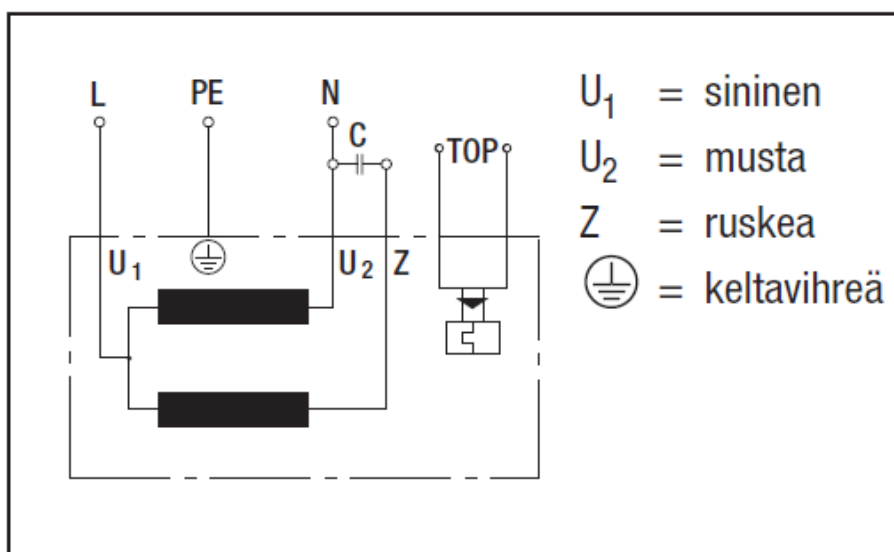 L PE N
C
TOP
U₁ U₂ Z
U₁ = sininen
U₂ = musta
Z = ruskea
= keltavihreä